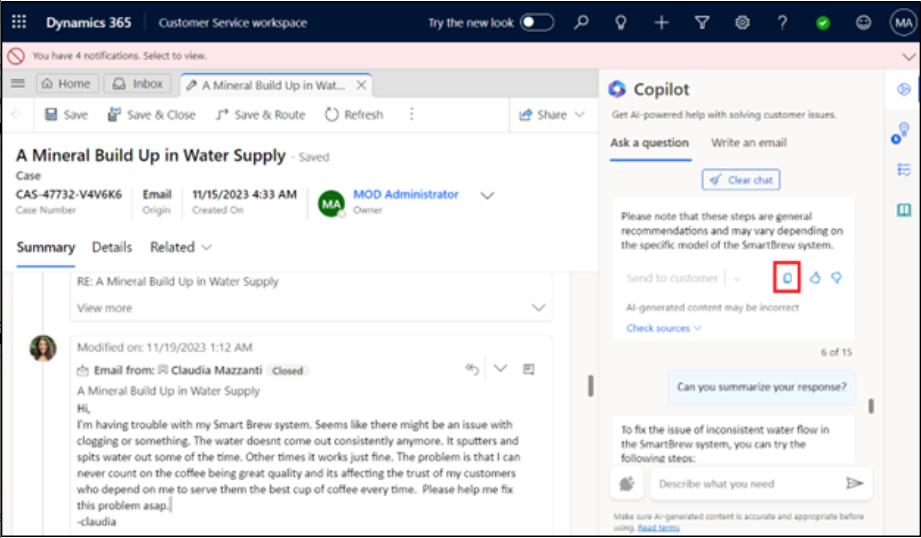 Dynamics 365
Customer Service workspace
Try the new look
MA
You have 4 notifications. Select to view.
Home
Inbox
A Mineral Build Up in Wat...
Save
Save & Close
Save & Route
Refresh
Share
A Mineral Build Up in Water Supply - Saved
Case
CAS-47732-V4V6K6
Case Number
Email
Origin
11/15/2023 4:33 AM
Created On
MA
MOD Administrator
Owner
Summary
Details
Related
RE: A Mineral Build Up in Water Supply
View more
Modified on: 11/19/2023 1:12 AM
Email from: Claudia Mazzanti Closed
A Mineral Build Up in Water Supply
Hi,
I'm having trouble with my Smart Brew system. Seems like there might be an issue with
clogging or something. The water doesnt come out consistently anymore. It sputters and
spits water out some of the time. Other times it works just fine. The problem is that I can
never count on the coffee being great quality and its affecting the trust of my customers
who depend on me to serve them the best cup of coffee every time. Please help me fix
this problem asap.
-claudia
Copilot
Get AI-powered help with solving customer issues.
Ask a question
Write an email
Clear chat
Please note that these steps are general
recommendations and may vary depending on
the specific model of the SmartBrew system.
Send to customer
AI-generated content may be incorrect
Check sources
6 of 15
Can you summarize your response?
To fix the issue of inconsistent water flow in
the SmartBrew system, you can try the
following steps:
Describe what you need
Make sure AI-generated content is accurate and appropriate before
using. Read terms